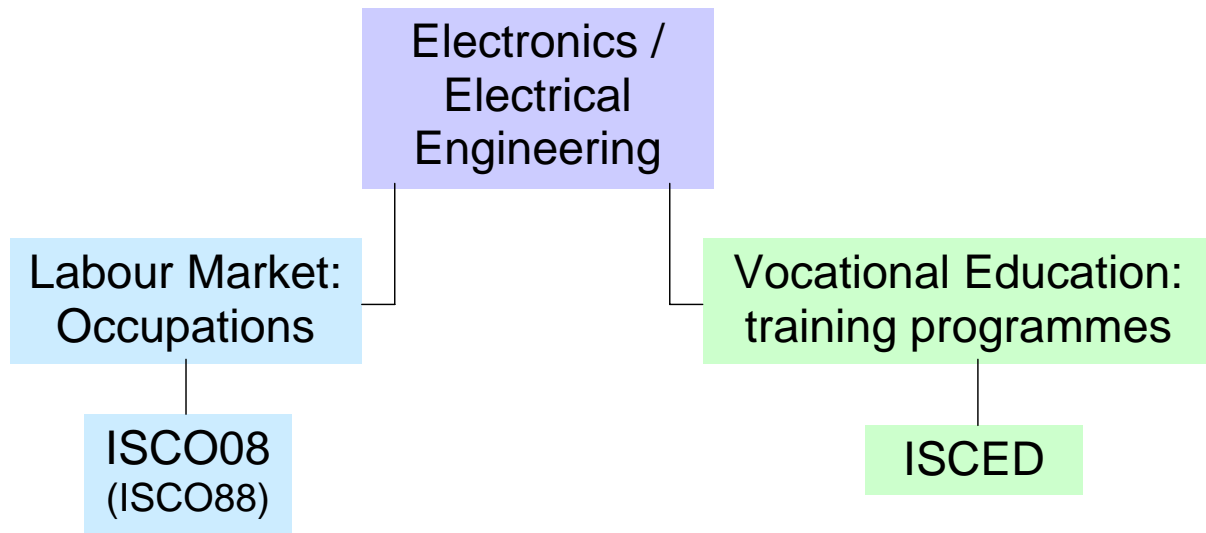 Electronics /
Electrical
Engineering
Labour Market:
Occupations
Vocational Education:
training programmes
ISCO08
(ISCO88)
ISCED